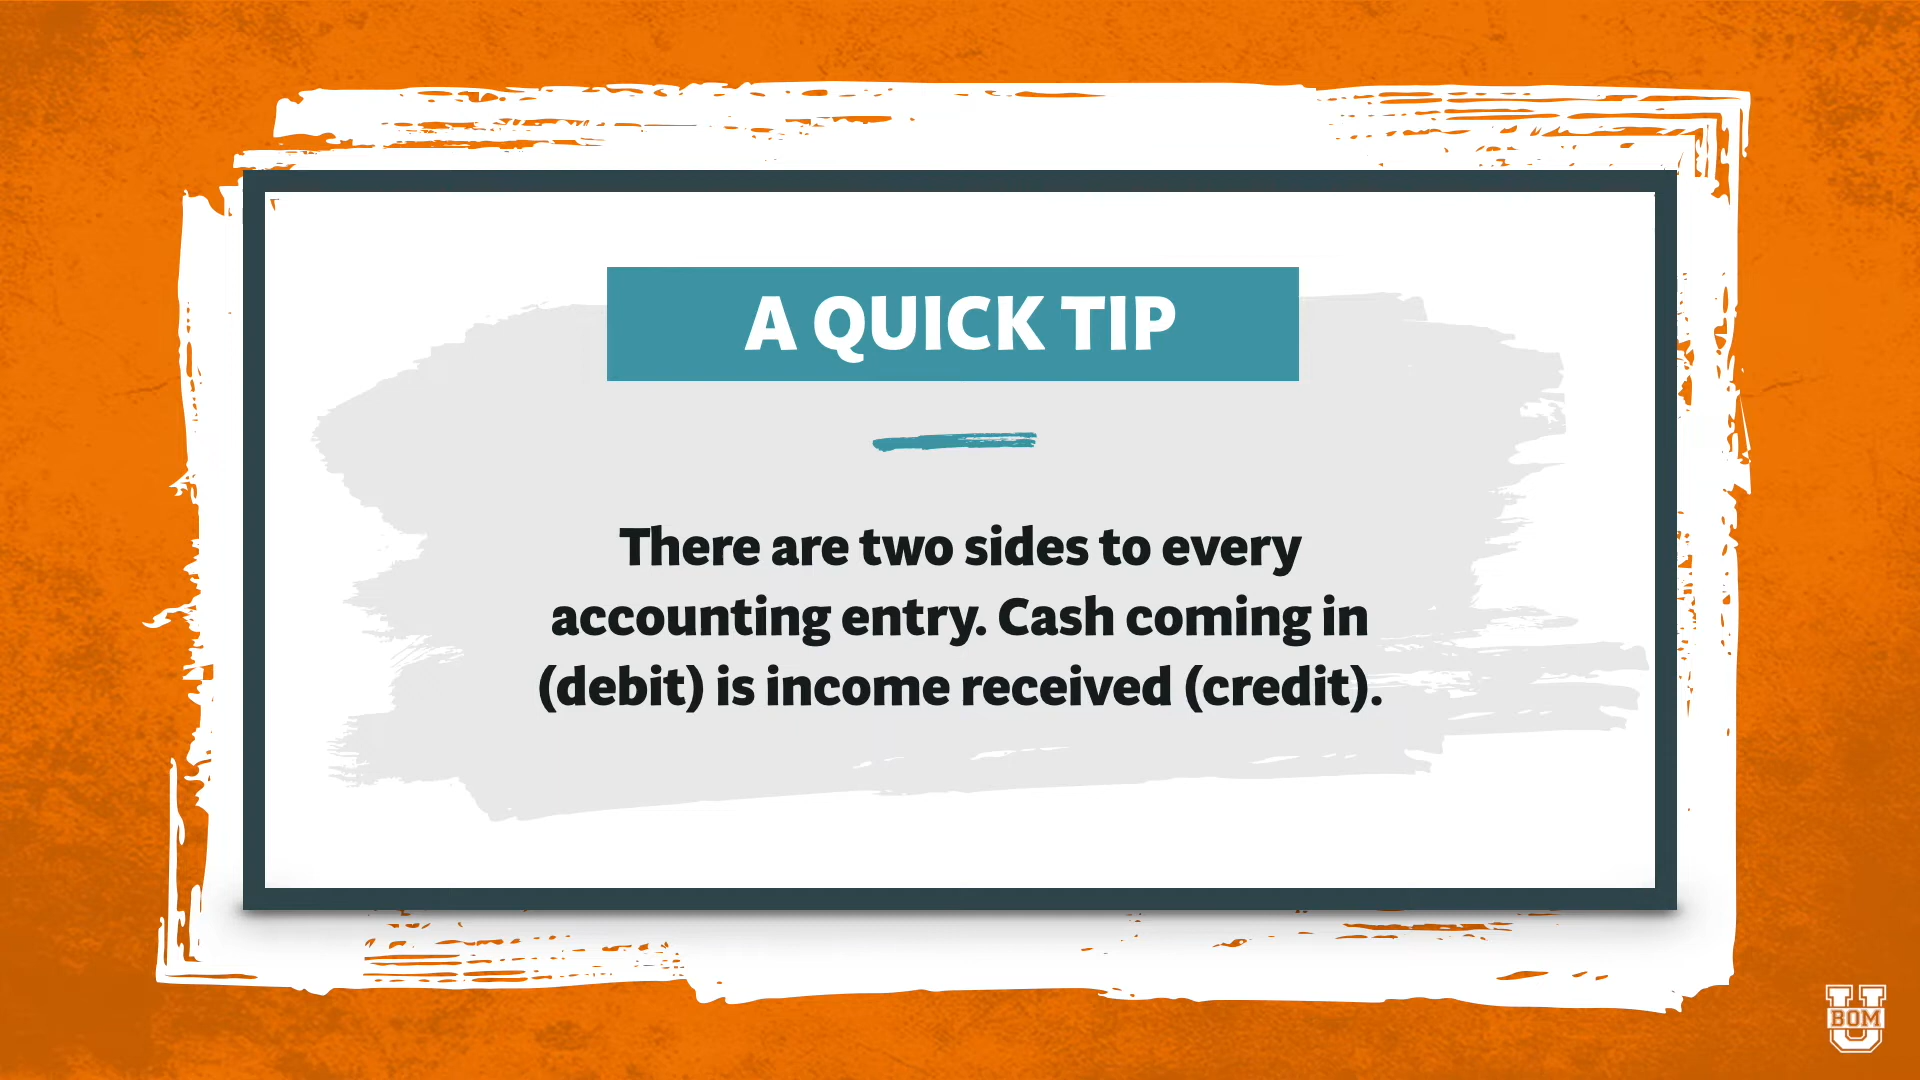 A QUICK TIP
There are two sides to every
accounting entry. Cash coming in
(debit) is income received (credit).
U
BOM